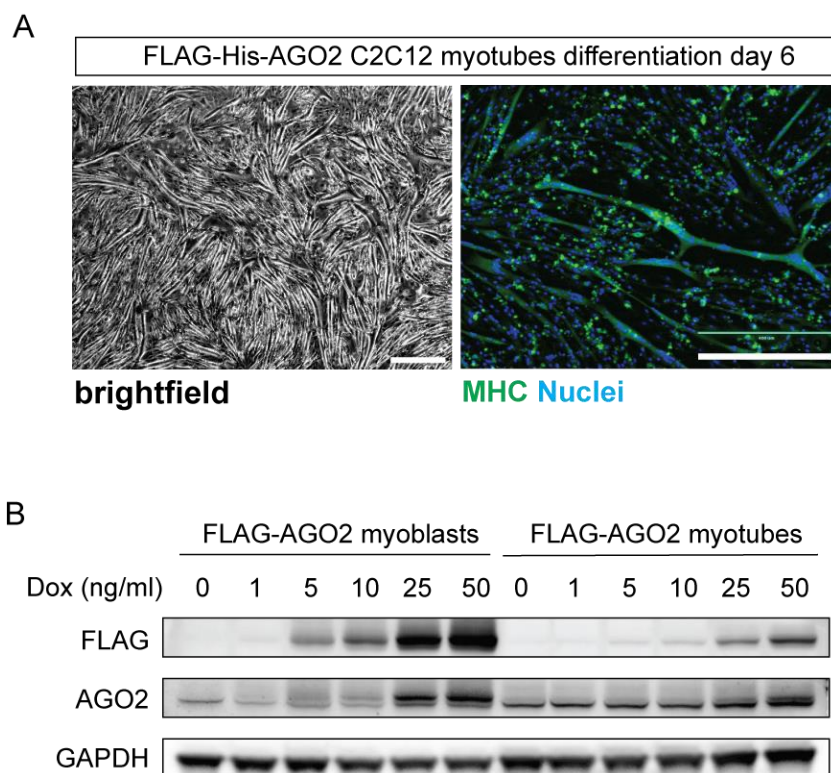 A
FLAG-His-AGO2 C2C12 myotubes differentiation day 6
brightfield
MHC Nuclei
B
FLAG-AGO2 myoblasts FLAG-AGO2 myotubes
Dox (ng/ml) 0 1 5 10 25 50 0 1 5 10 25 50
FLAG
AGO2
GAPDH